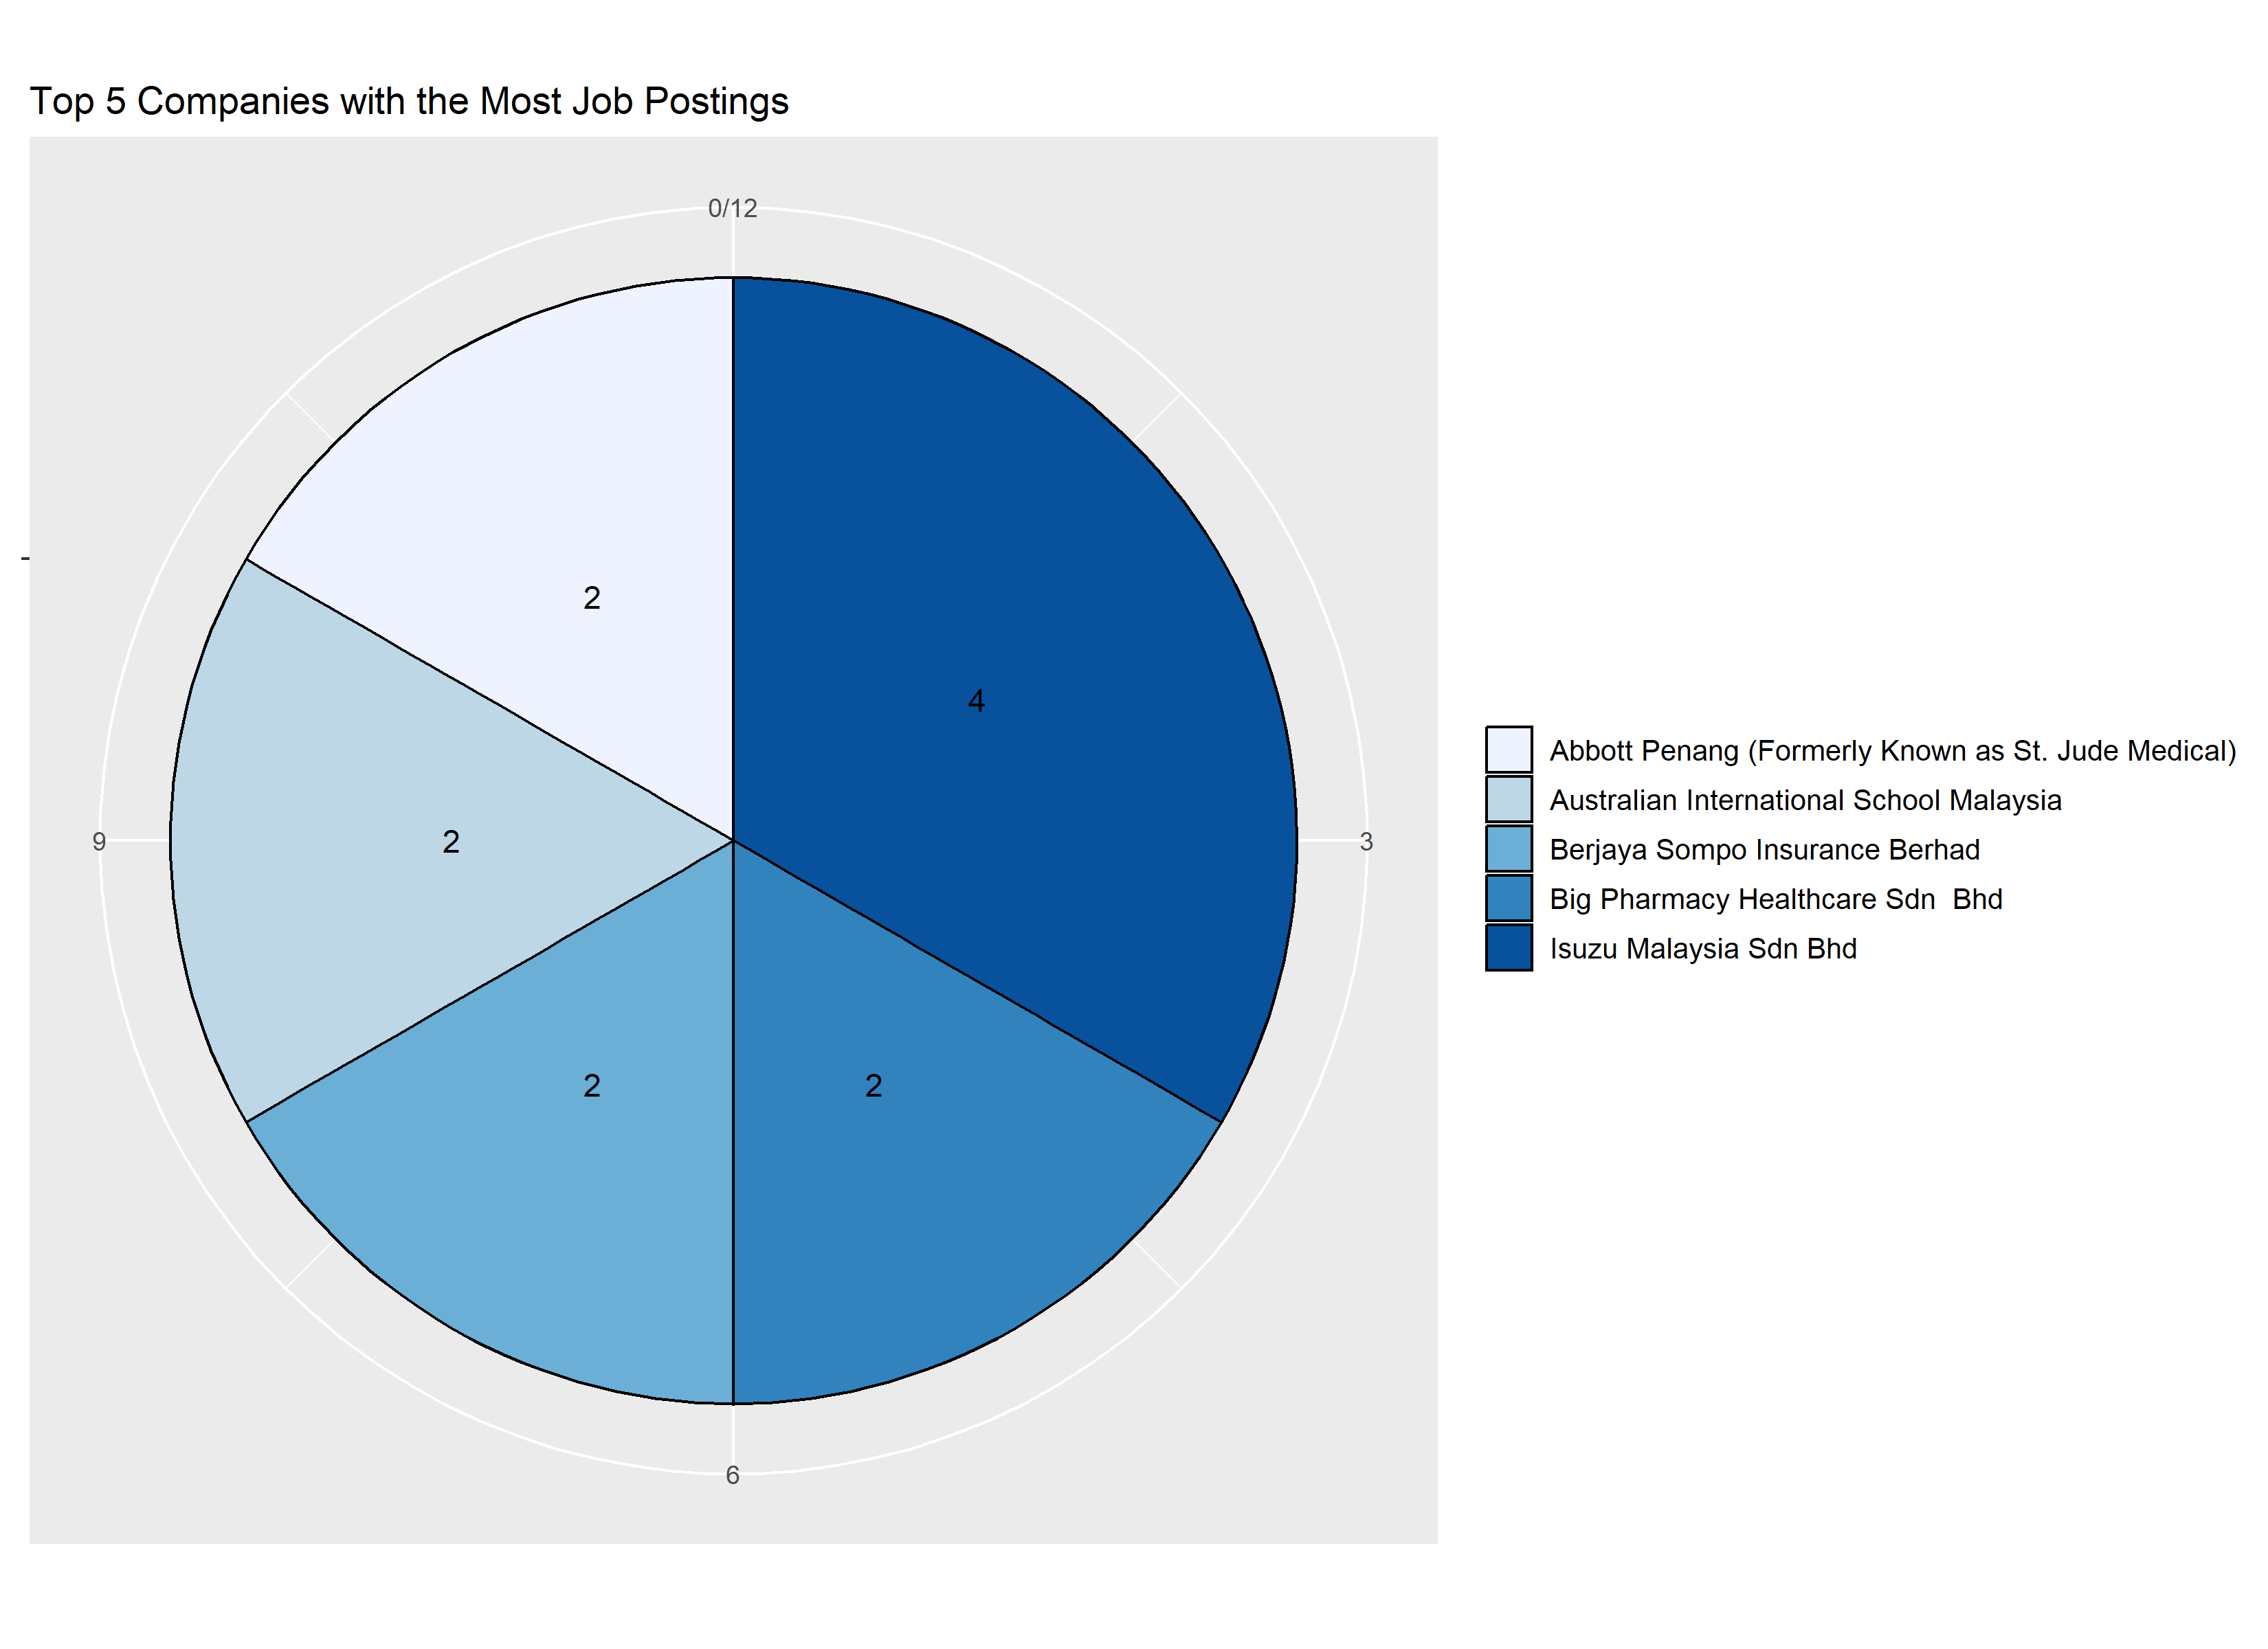 Top 5 Companies with the Most Job Postings
0/12
2
4
9
2
3
2
2
6
Abbott Penang (Formerly Known as St. Jude Medical)
Australian International School Malaysia
Berjaya Sompo Insurance Berhad
Big Pharmacy Healthcare Sdn  Bhd
Isuzu Malaysia Sdn Bhd